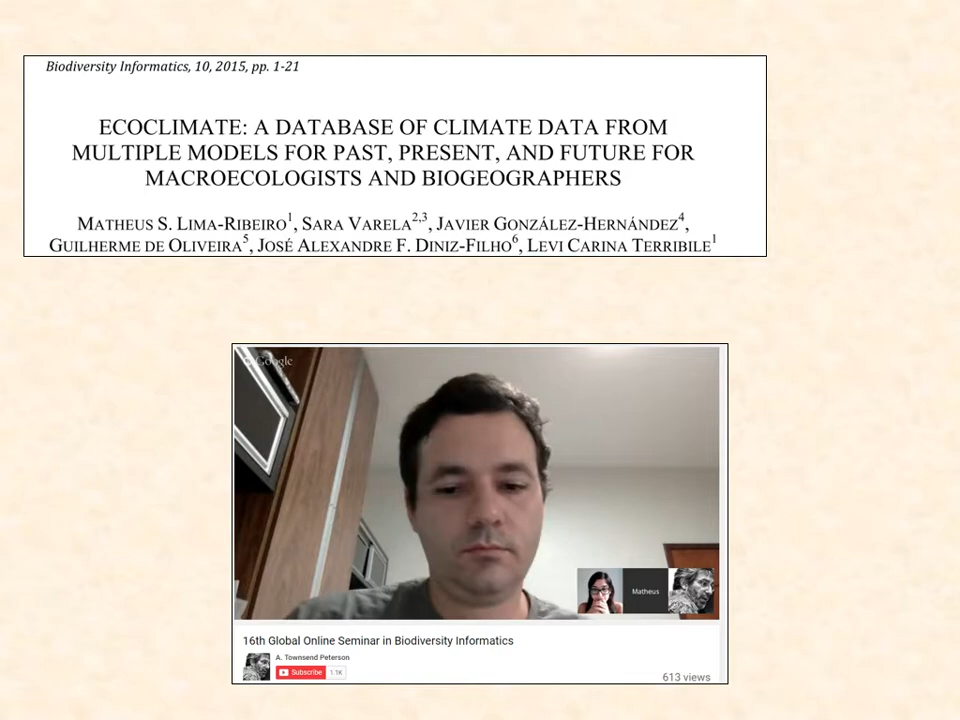 Biodiversity Informatics, 10, 2015, pp. 1-21
ECOCLIMATE: A DATABASE OF CLIMATE DATA FROM
MULTIPLE MODELS FOR PAST, PRESENT, AND FUTURE FOR
MACROECOLOGISTS AND BIOGEOGRAPHERS
MATHEUS S. LIMA-RIBEIRO1, SARA VARELA2,3, JAVIER GONZÁLEZ-HERNÁNDEZ4,
GUILHERME DE OLIVEIRA5, JOSÉ ALEXANDRE F. DINIZ-FILHO6, LEVI CARINA TERRIBILE1
Google
Matheus
16th Global Online Seminar in Biodiversity Informatics
A. Townsend Peterson
Subscribe 1.1K
613 views